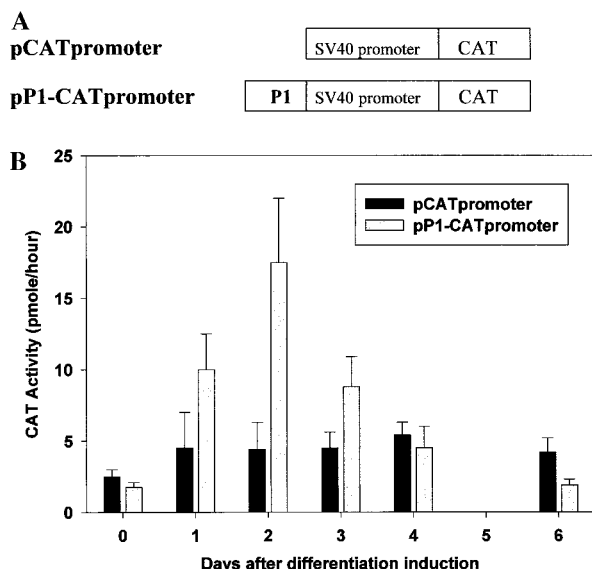 A
pCATpromoter
SV40 promoter
CAT
pP1-CATpromoter
P1
SV40 promoter
CAT
B
25
20
15
10
5
0
CAT Activity (pmole/hour)
pCATpromoter
pP1-CATpromoter
0 1 2 3 4 5 6
Days after differentiation induction